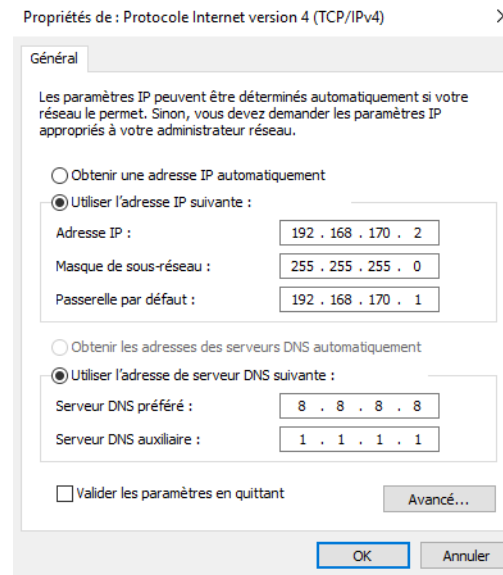 Propriétés de : Protocole Internet version 4 (TCP/IPv4)
Général
Les paramètres IP peuvent être déterminés automatiquement si votre
réseau le permet. Sinon, vous devez demander les paramètres IP
appropriés à votre administrateur réseau.
Obtenir une adresse IP automatiquement
Utiliser l'adresse IP suivante :
Adresse IP : 192 . 168 . 170 . 2
Masque de sous-réseau : 255 . 255 . 255 . 0
Passerelle par défaut : 192 . 168 . 170 . 1
Obtenir les adresses des serveurs DNS automatiquement
Utiliser l'adresse de serveur DNS suivante :
Serveur DNS préféré : 8 . 8 . 8 . 8
Serveur DNS auxiliaire : 1 . 1 . 1 . 1
Valider les paramètres en quittant
Avancé...
OK Annuler